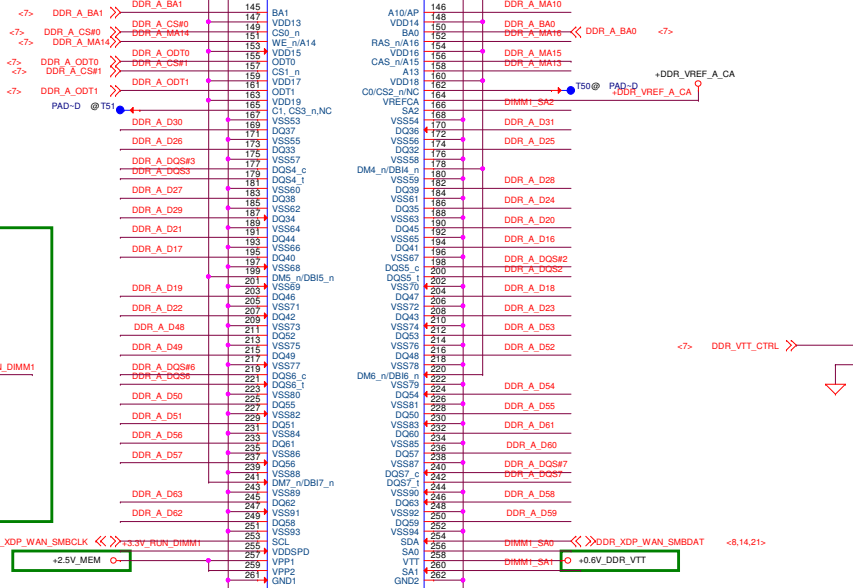 DDR_A_BA1
<7> DDR_A_BA1 145 BA1
147 VDD13
<7> DDR_A_CS#0 DDR_A_CS#0 149 CS0_n
<7> DDR_A_MA14 DDR_A_MA14 151 WE_n/A14
153 VDD15
<7> DDR_A_ODT0 DDR_A_ODT0 155 ODT0
<7> DDR_A_CS#1 DDR_A_CS#1 157 CS1_n
159 VDD17
<7> DDR_A_ODT1 DDR_A_ODT1 161 ODT1
163 VDD19
PAD~D @T51 165 C1, CS3_n,NC
167 VSS53
DDR_A_D30 169 DQ37
171 VSS55
DDR_A_D26 173 DQ33
175 VSS57
DDR_A_DQS#3 177 DQS4_c
DDR_A_DQS3 179 DQS4_t
181 VSS60
DDR_A_D27 183 DQ38
185 VSS62
DDR_A_D29 187 DQ34
189 VSS64
DDR_A_D21 191 DQ44
193 VSS66
DDR_A_D17 195 DQ40
197 VSS68
199 DM5_n/DBI5_n
201 VSS69
DDR_A_D19 203 DQ46
205 VSS71
DDR_A_D22 207 DQ42
209 VSS73
DDR_A_D48 211 DQ52
213 VSS75
DDR_A_D49 215 DQ49
217 VSS77
DDR_A_DQS#6 219 DQS6_c
DDR_A_DQS6 221 DQS6_t
223 VSS80
DDR_A_D50 225 DQ55
227 VSS82
DDR_A_D51 229 DQ51
231 VSS84
DDR_A_D56 233 DQ61
235 VSS86
DDR_A_D57 237 DQ56
239 VSS88
241 DM7_n/DBI7_n
243 VSS89
DDR_A_D63 245 DQ62
247 VSS91
DDR_A_D62 249 DQ58
251 VSS93
_XDP_WAN_SMBCLK 253 SCL
+3.3V_RUN_DIMM1 255 VDDSPD
+2.5V_MEM 257 VPP1
259 VPP2
261 GND1
_DIMM1
A10/AP 146 DDR_A_MA10
VDD14 148
BA0 150 DDR_A_BA0 DDR_A_BA0 <7>
RAS_n/A16 152 DDR_A_MA16
VDD16 154
CAS_n/A15 156 DDR_A_MA15
A13 158 DDR_A_MA13
VDD18 160
C0/CS2_n/NC 162 T50@ PAD~D
VREFCA 164 +DDR_VREF_A_CA +DDR_VREF_A_CA
SA2 166 DIMM1_SA2
VSS54 168
DQ36 170 DDR_A_D31
VSS56 172
DQ32 174 DDR_A_D25
VSS58 176
DM4_n/DBI4_n 178
VSS59 180
DQ39 182 DDR_A_D28
VSS61 184
DQ35 186 DDR_A_D24
VSS63 188
DQ45 190 DDR_A_D20
VSS65 192
DQ41 194 DDR_A_D16
VSS67 196
DQS5_c 198 DDR_A_DQS#2
DQS5_t 200 DDR_A_DQS2
VSS70 202
DQ47 204 DDR_A_D18
VSS72 206
DQ43 208 DDR_A_D23
VSS74 210
DQ53 212 DDR_A_D53
VSS76 214
DQ48 216 DDR_A_D52
VSS78 218
DM6_n/DBI6_n 220
VSS79 222
DQ54 224 DDR_A_D54
VSS81 226
DQ50 228 DDR_A_D55
VSS83 230
DQ60 232 DDR_A_D61
VSS85 234
DQ57 236 DDR_A_D60
VSS87 238
DQS7_c 240 DDR_A_DQS#7
DQS7_t 242 DDR_A_DQS7
VSS90 244
DQ63 246 DDR_A_D58
VSS92 248
DQ59 250 DDR_A_D59
VSS94 252
SDA 254 DDR_XDP_WAN_SMBDAT <8,14,21>
SA0 256 DIMM1_SA0
VTT 258 +0.6V_DDR_VTT
SA1 260 DIMM1_SA1
GND2 262
<7> DDR_VTT_CTRL